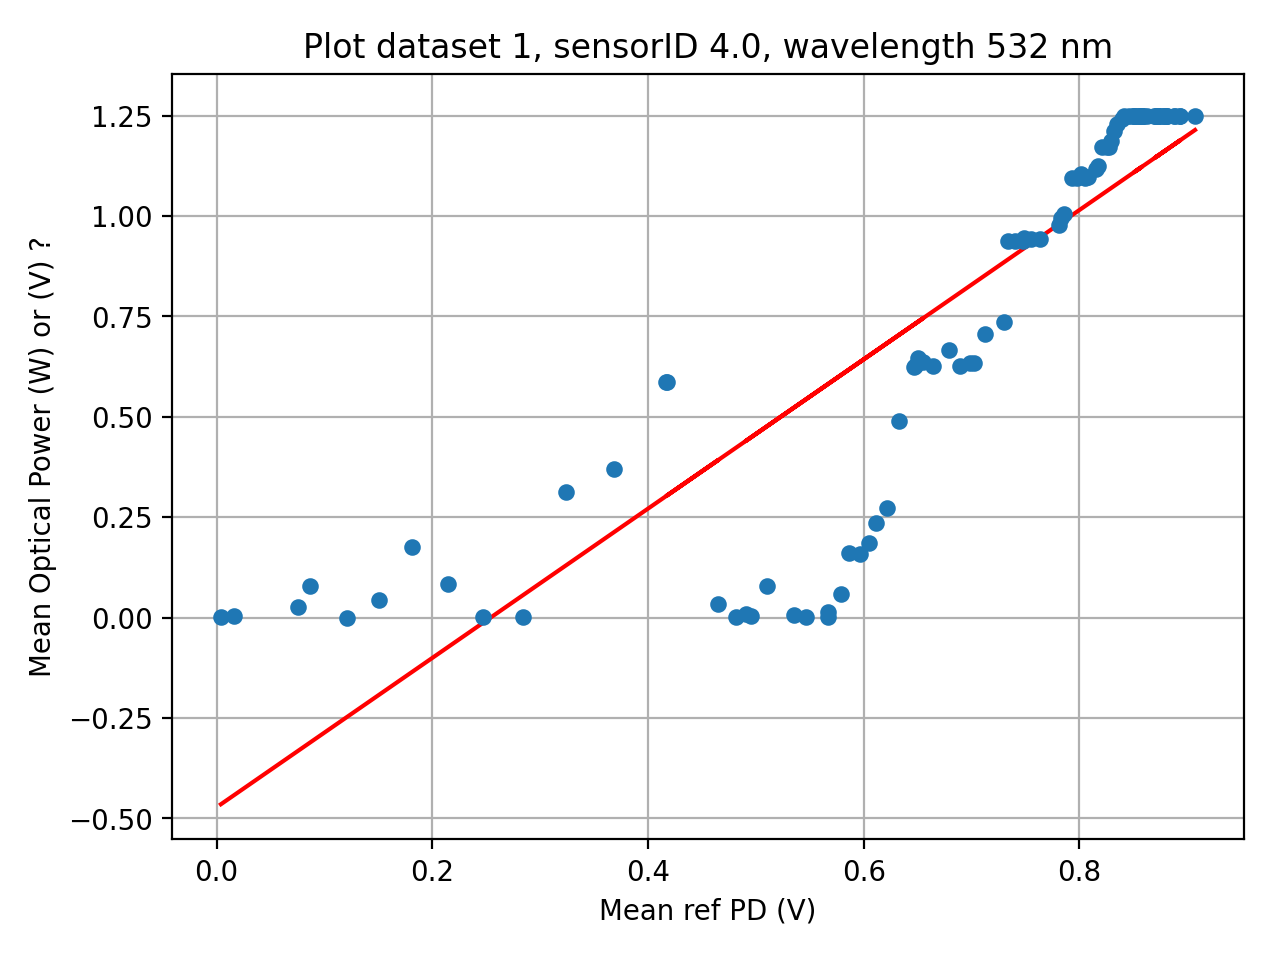 Plot dataset 1, sensorID 4.0, wavelength 532 nm
Mean Optical Power (W) or (V) ?
1.25
1.00
0.75
0.50
0.25
0.00
−0.25
−0.50
0.0 0.2 0.4 0.6 0.8
Mean ref PD (V)